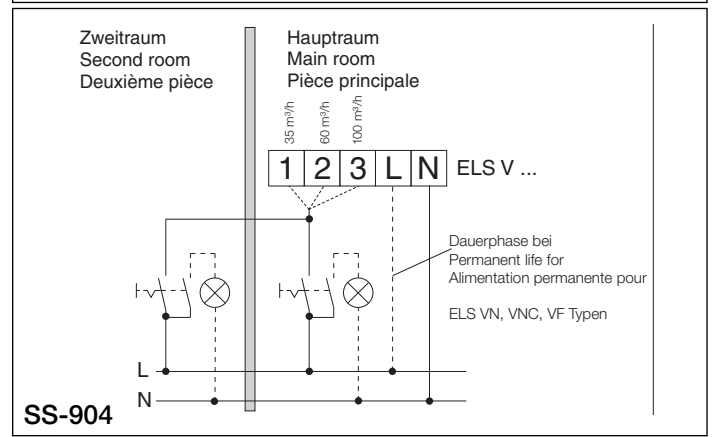 Zweitraum
Second room
Deuxième pièce
Hauptraum
Main room
Pièce principale
35 m³/h
60 m³/h
100 m³/h
1 2 3 L N ELS V ...
Dauerphase bei
Permanent life for
Alimentation permanente pour
ELS VN, VNC, VF Typen
L
N
SS-904